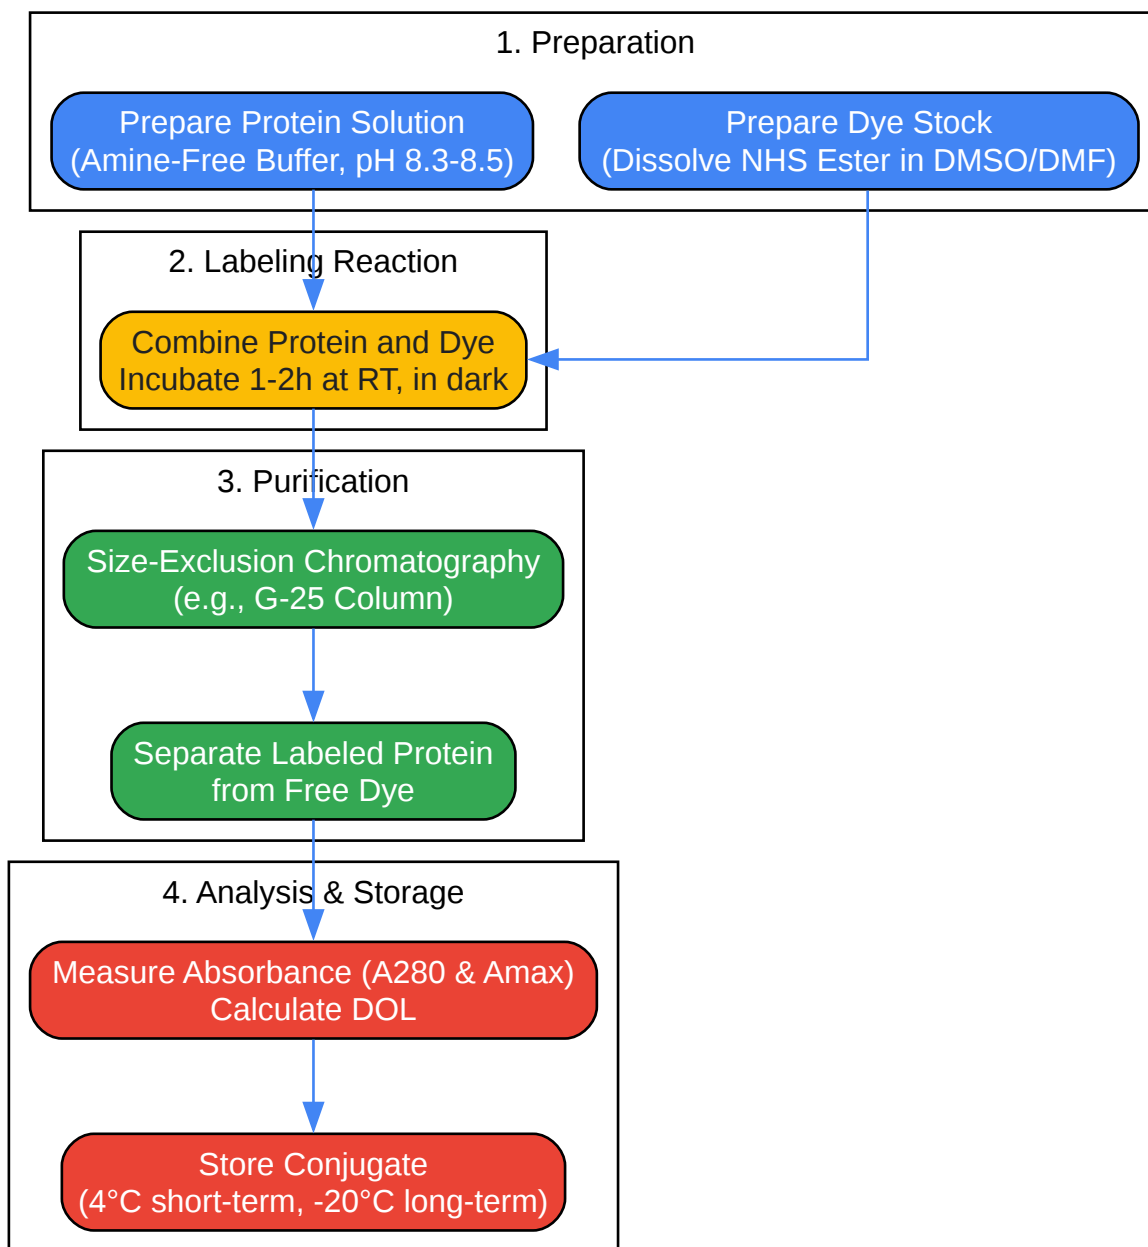 1. Preparation
Prepare Protein Solution
(Amine-Free Buffer, pH 8.3-8.5)
Prepare Dye Stock
(Dissolve NHS Ester in DMSO/DMF)
2. Labeling Reaction
Combine Protein and Dye
Incubate 1-2h at RT, in dark
3. Purification
Size-Exclusion Chromatography
(e.g., G-25 Column)
Separate Labeled Protein
from Free Dye
4. Analysis & Storage
Measure Absorbance (A280 & Amax)
Calculate DOL
Store Conjugate
(4°C short-term, -20°C long-term)